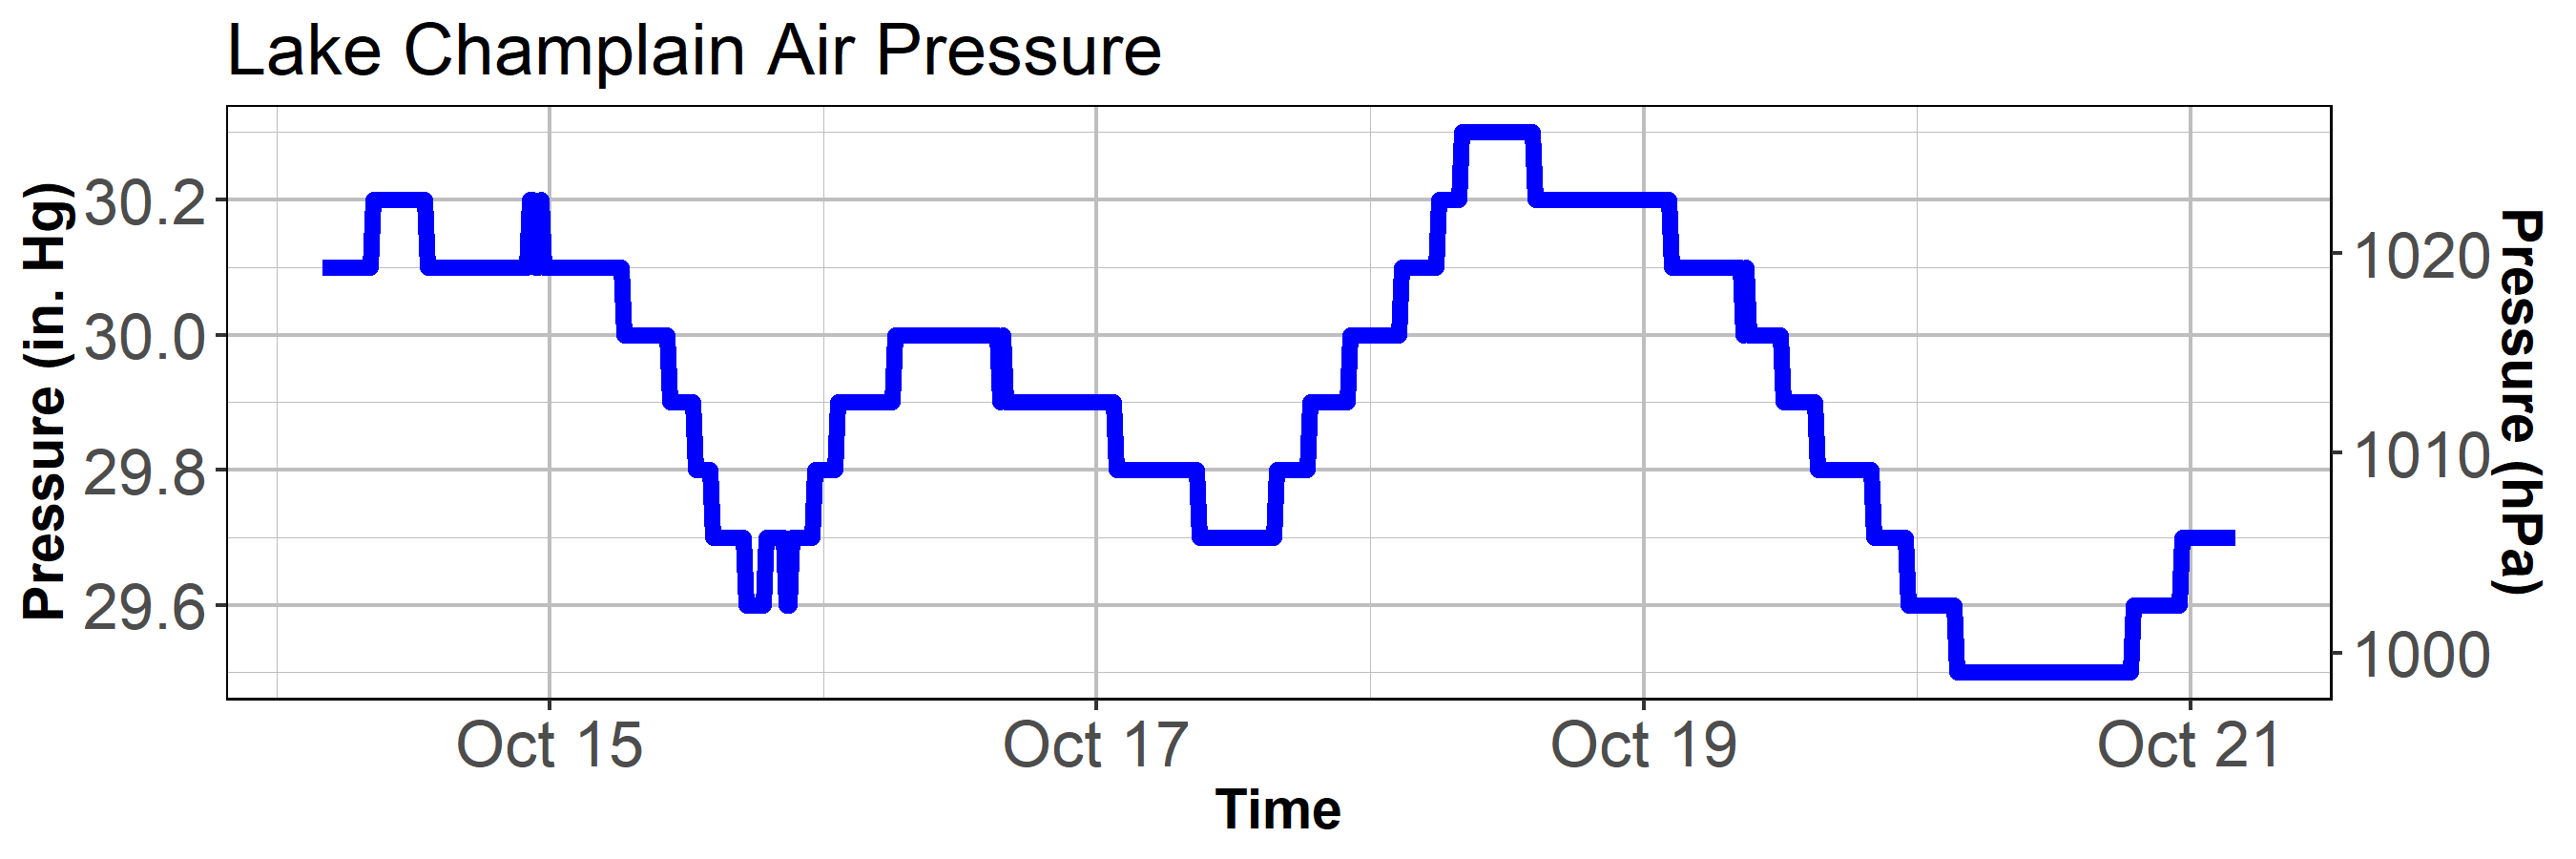 Lake Champlain Air Pressure
Pressure (in. Hg)
30.2
30.0
29.8
29.6
1020
1010
1000
Pressure (hPa)
Oct 15
Oct 17
Oct 19
Oct 21
Time